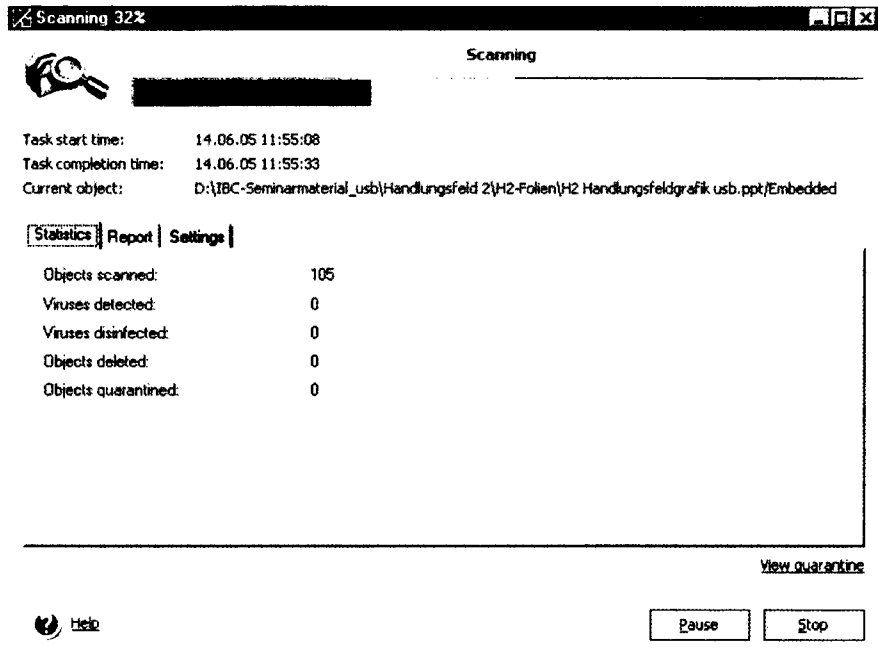 Scanning 32%
Scanning
Task start time: 14.06.05 11:55:08
Task completion time: 14.06.05 11:55:33
Current object: D:\IBC-Seminarmaterial_usb\Handlungsfeld 2\H2-Folien\H2 Handlungsfeldgrafik usb.ppt/Embedded
Statistics Report Settings
Objects scanned: 105
Viruses detected: 0
Viruses disinfected: 0
Objects deleted: 0
Objects quarantined: 0
View quarantine
Help Pause Stop